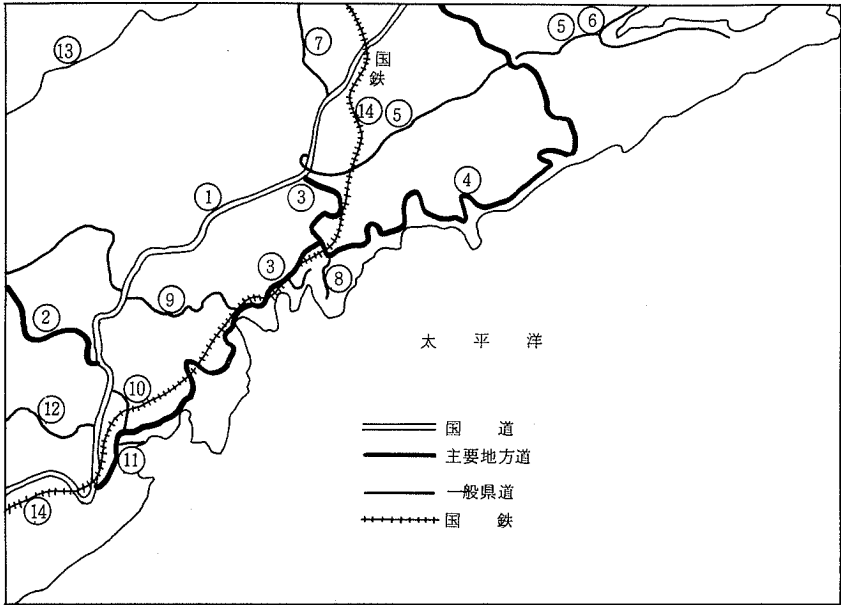 ⑬
⑦
国鉄
⑤
⑥
⑭
⑤
①
③
④
③
⑧
②
⑨
⑩
⑫
⑪
⑭
太平洋
国道
主要地方道
一般県道
国鉄